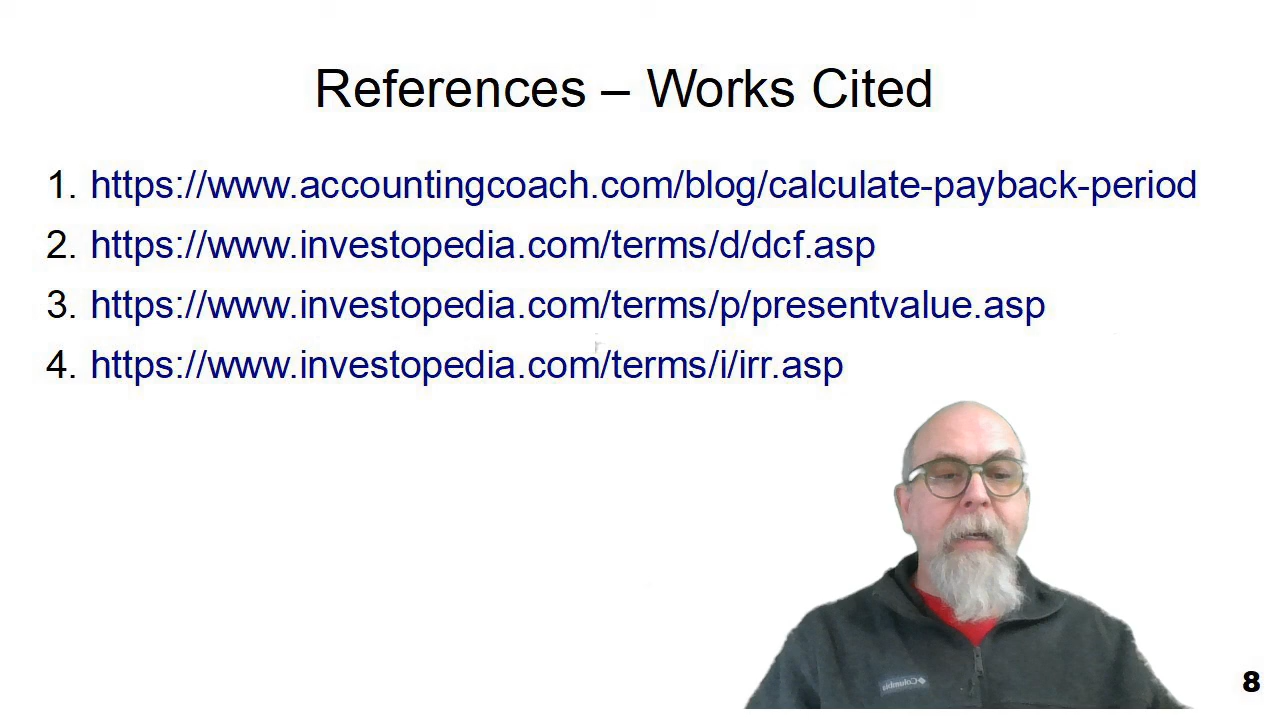 References – Works Cited
1. https://www.accountingcoach.com/blog/calculate-payback-period
2. https://www.investopedia.com/terms/d/dcf.asp
3. https://www.investopedia.com/terms/p/presentvalue.asp
4. https://www.investopedia.com/terms/i/irr.asp
Columbia
8